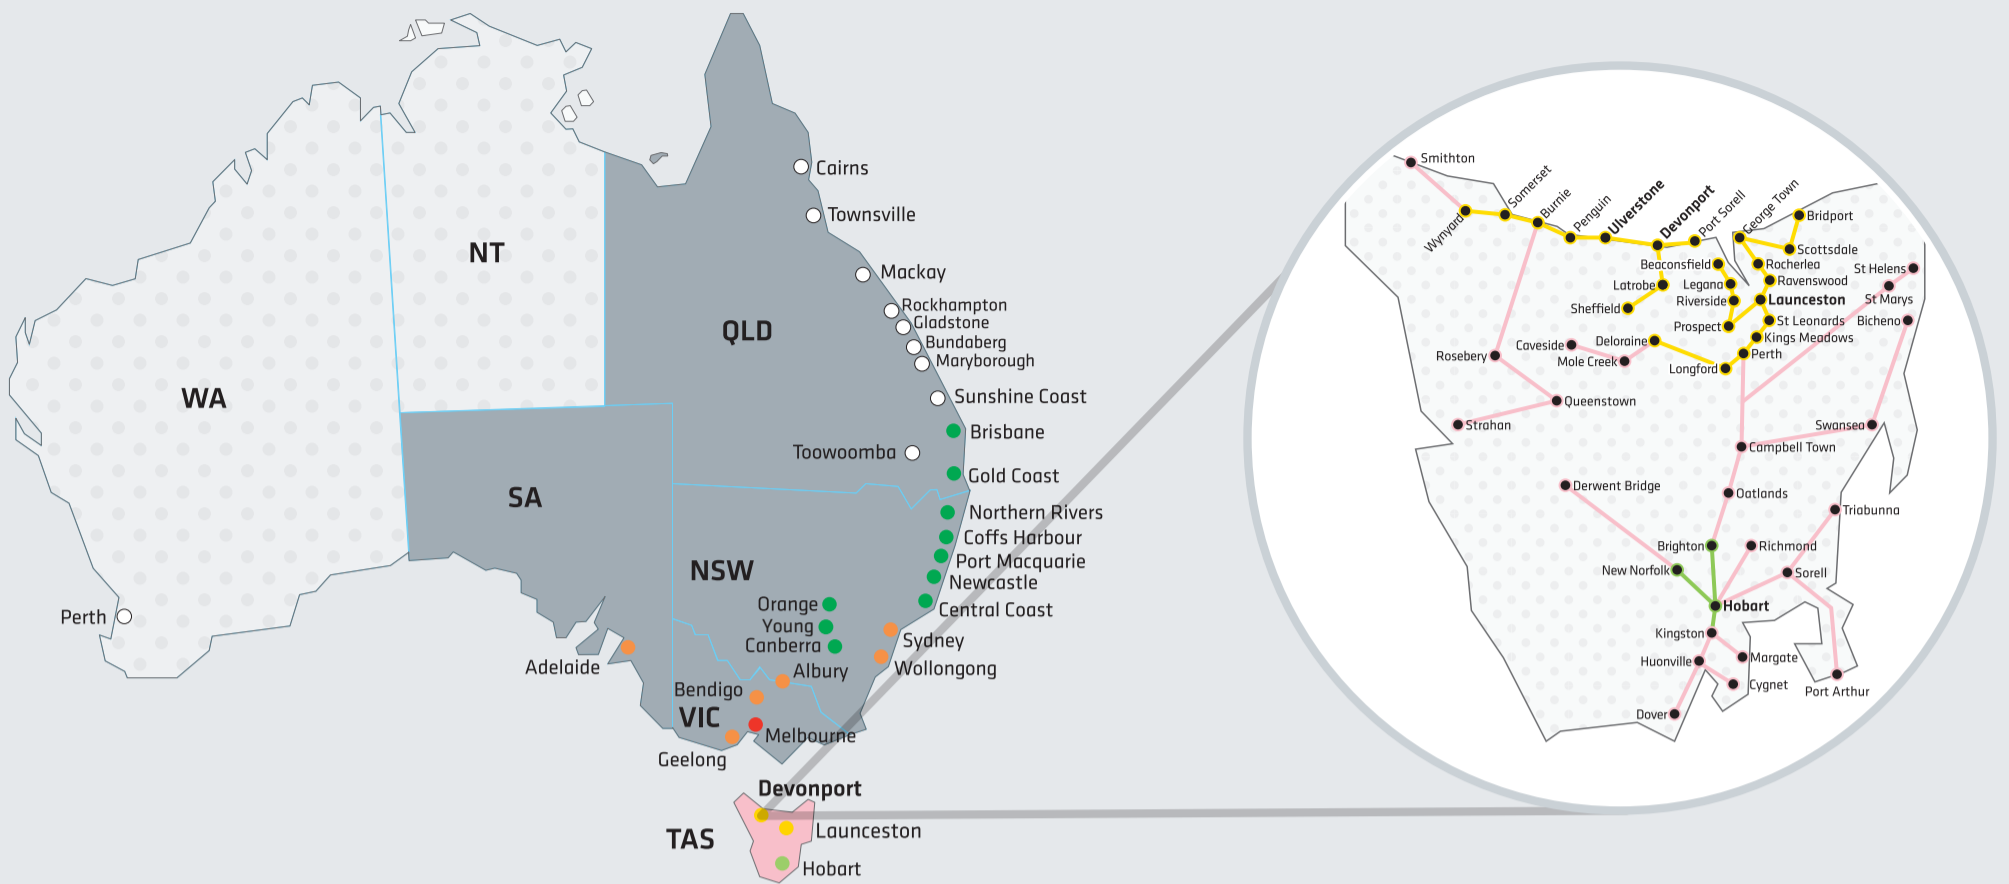 WA
NT
QLD
SA
NSW
VIC
TAS
Cairns
Townsville
Mackay
Rockhampton
Gladstone
Bundaberg
Maryborough
Sunshine Coast
Brisbane
Toowoomba
Gold Coast
Northern Rivers
Coffs Harbour
Port Macquarie
Newcastle
Central Coast
Orange
Young
Canberra
Sydney
Wollongong
Albury
Bendigo
Melbourne
Geelong
Adelaide
Perth
Devonport
Launceston
Hobart
Smithton
Wynyard
Somerset
Burnie
Penguin
Ulverstone
Devonport
Port Sorell
George Town
Bridport
Scottsdale
Beaconsfield
Rocherlea
St Helens
Latrobe
Legana
Ravenswood
Riverside
Launceston
St Marys
Sheffield
Prospect
St Leonards
Bicheno
Caveside
Deloraine
Kings Meadows
Rosebery
Mole Creek
Longford
Perth
Queenstown
Strahan
Swansea
Campbell Town
Derwent Bridge
Oatlands
Triabunna
Brighton
Richmond
New Norfolk
Sorell
Hobart
Kingston
Huonville
Margate
Cygnet
Port Arthur
Dover